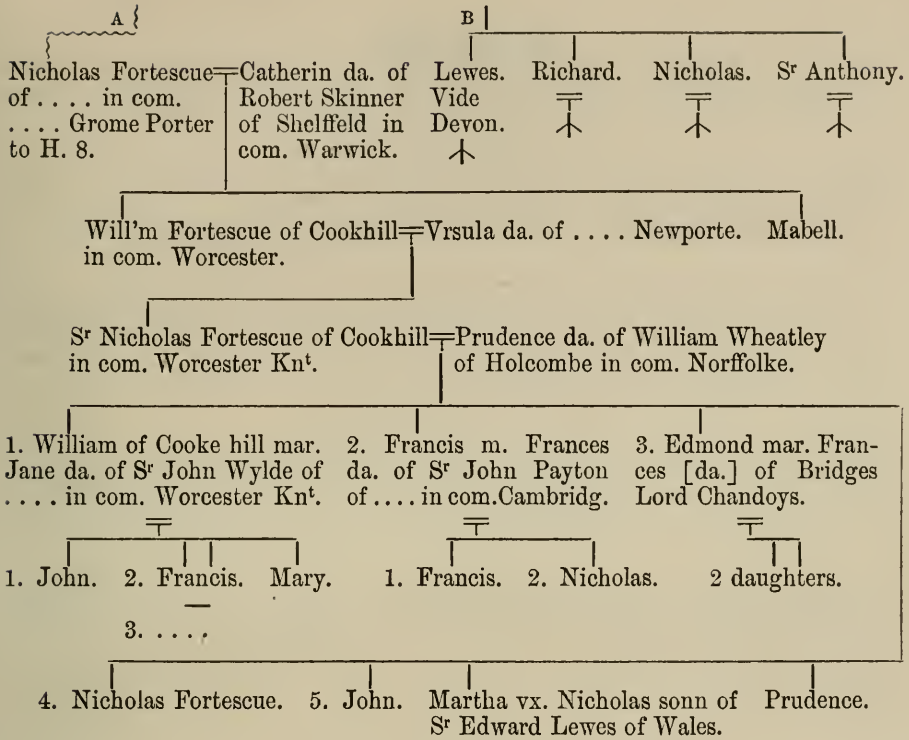 A B
Nicholas Fortescue Catherin da. of Lewes. Richard. Nicholas. Sʳ Anthony.
of . . . . in com. Robert Skinner Vide
. . . . Grome Porter of Shelffeld in Devon.
to H. 8. com. Warwick.
Will'm Fortescue of Cookhill Vrsula da. of . . . . Newporte. Mabell.
in com. Worcester.
Sʳ Nicholas Fortescue of Cookhill Prudence da. of William Wheatley
in com. Worcester Knᵗ. of Holcombe in com. Norffolke.
1. William of Cooke hill mar. 2. Francis m. Frances 3. Edmond mar. Fran-
Jane da. of Sʳ John Wylde of da. of Sʳ John Payton ces [da.] of Bridges
. . . . in com. Worcester Knᵗ. of . . . . in com. Cambridg. Lord Chandoys.
1. John. 2. Francis. Mary. 1. Francis. 2. Nicholas. 2 daughters.
3. . . . .
4. Nicholas Fortescue. 5. John. Martha vx. Nicholas sonn of Prudence.
Sʳ Edward Lewes of Wales.